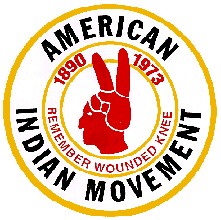 AMERICAN
INDIAN MOVEMENT
1890 1973
REMEMBER WOUNDED KNEE